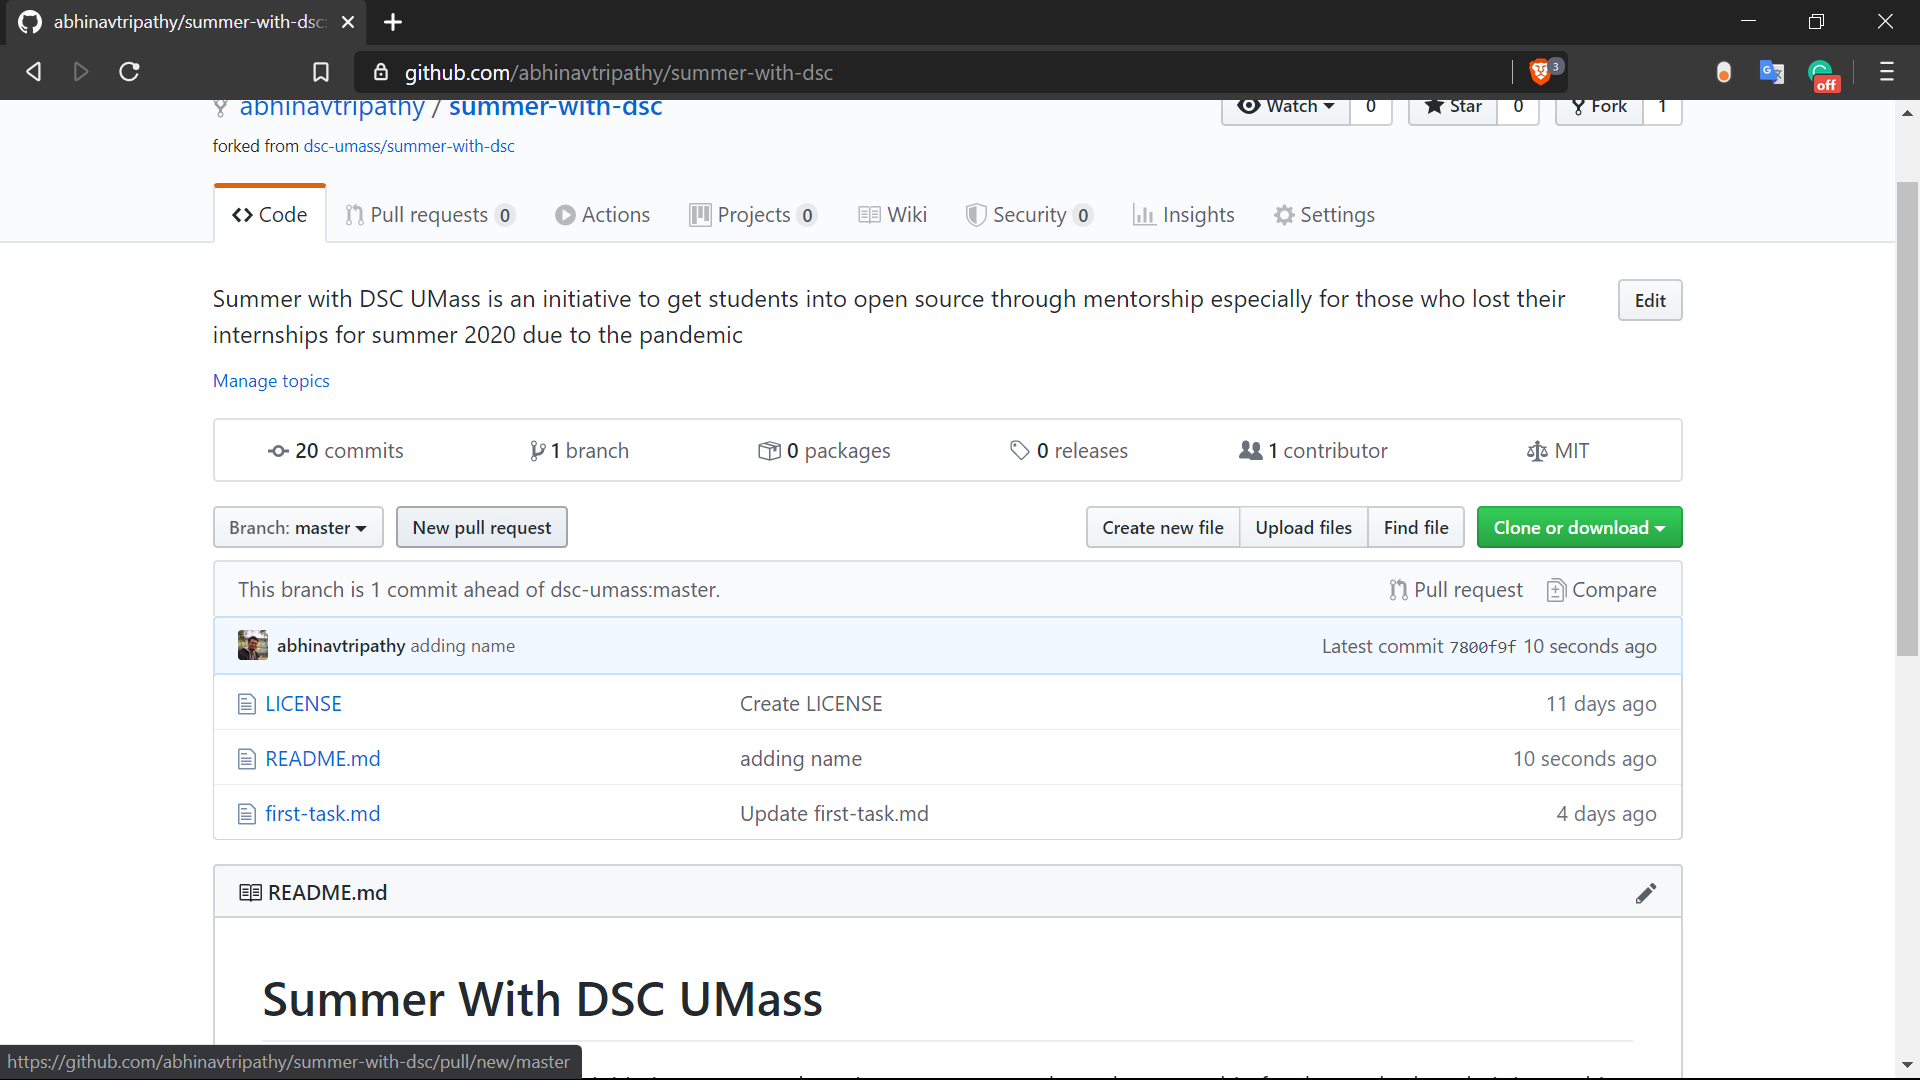 abhinavtripathy/summer-with-dsc
github.com/abhinavtripathy/summer-with-dsc
3
off
abhinavtripathy / summer-with-dsc
Watch 0
Star 0
Fork 1
forked from dsc-umass/summer-with-dsc
Code
Pull requests 0
Actions
Projects 0
Wiki
Security 0
Insights
Settings
Summer with DSC UMass is an initiative to get students into open source through mentorship especially for those who lost their
internships for summer 2020 due to the pandemic
Edit
Manage topics
20 commits
1 branch
0 packages
0 releases
1 contributor
MIT
Branch: master
New pull request
Create new file
Upload files
Find file
Clone or download
This branch is 1 commit ahead of dsc-umass:master.
Pull request
Compare
abhinavtripathy adding name
Latest commit 7800f9f 10 seconds ago
LICENSE
Create LICENSE
11 days ago
README.md
adding name
10 seconds ago
first-task.md
Update first-task.md
4 days ago
README.md
Summer With DSC UMass
https://github.com/abhinavtripathy/summer-with-dsc/pull/new/master